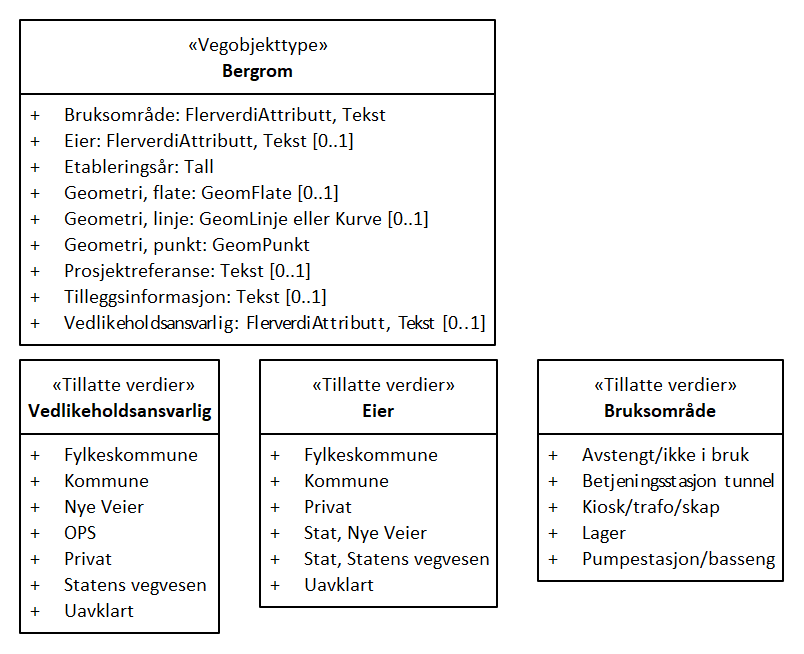 «Vegobjekttype»
Bergrom
+ Bruksområde: FlerverdiAttributt, Tekst
+ Eier: FlerverdiAttributt, Tekst [0..1]
+ Etableringsår: Tall
+ Geometri, flate: GeomFlate [0..1]
+ Geometri, linje: GeomLinje eller Kurve [0..1]
+ Geometri, punkt: GeomPunkt
+ Prosjektreferanse: Tekst [0..1]
+ Tilleggsinformasjon: Tekst [0..1]
+ Vedlikeholdsansvarlig: FlerverdiAttributt, Tekst [0..1]
«Tillatte verdier»
Vedlikeholdsansvarlig
+ Fylkeskommune
+ Kommune
+ Nye Veier
+ OPS
+ Privat
+ Statens vegvesen
+ Uavklart
«Tillatte verdier»
Eier
+ Fylkeskommune
+ Kommune
+ Privat
+ Stat, Nye Veier
+ Stat, Statens vegvesen
+ Uavklart
«Tillatte verdier»
Bruksområde
+ Avstengt/ikke i bruk
+ Betjeningsstasjon tunnel
+ Kiosk/trafo/skap
+ Lager
+ Pumpestasjon/basseng